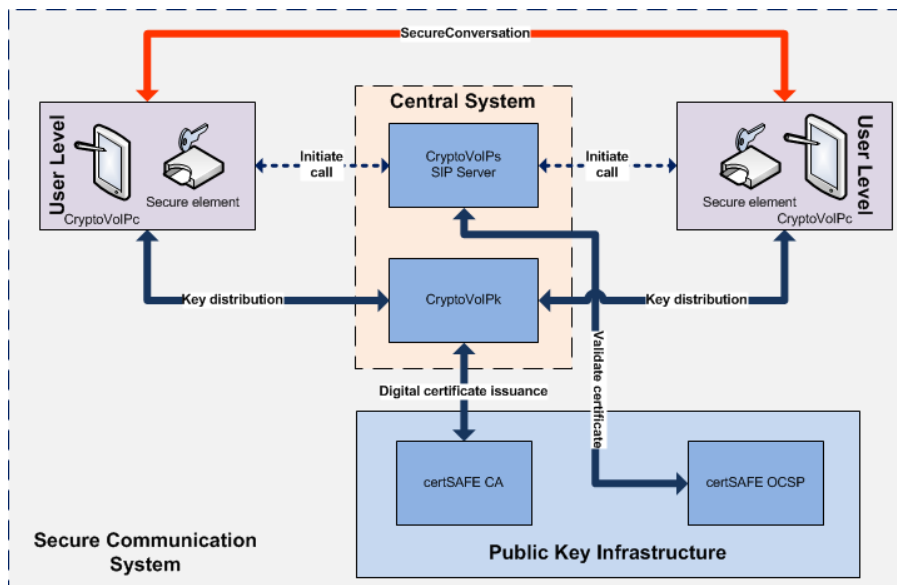 SecureConversation
Central System
User Level
CryptoVoIPc
Secure element
Initiate
call
CryptoVoIPs
SIP Server
Initiate
call
Secure element
CryptoVoIPc
User Level
Key distribution
CryptoVoIPk
Key distribution
Validate certificate
Digital certificate issuance
certSAFE CA
certSAFE OCSP
Public Key Infrastructure
Secure Communication
System